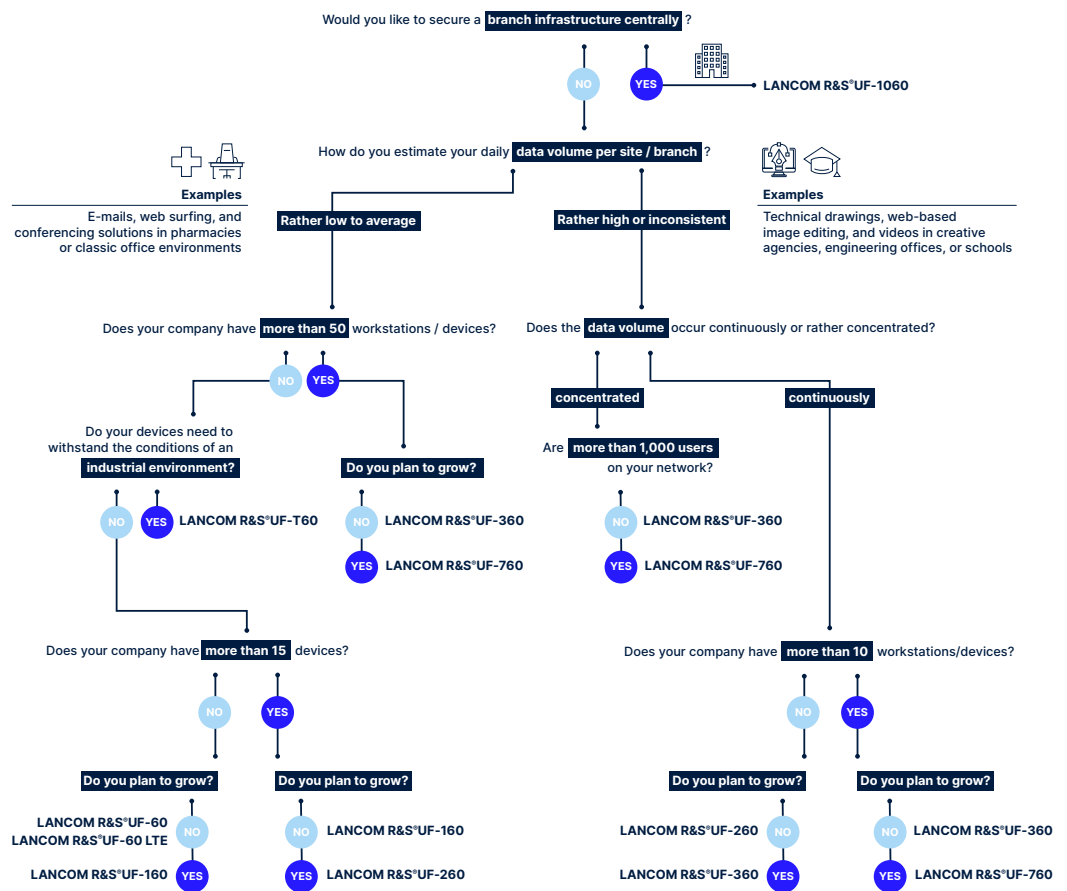 Would you like to secure a branch infrastructure centrally ?
NO
YES
LANCOM R&S®UF-1060
How do you estimate your daily data volume per site / branch ?
Examples
E-mails, web surfing, and
conferencing solutions in pharmacies
or classic office environments
Rather low to average
Rather high or inconsistent
Examples
Technical drawings, web-based
image editing, and videos in creative
agencies, engineering offices, or schools
Does your company have more than 50 workstations / devices?
NO
YES
Does the data volume occur continuously or rather concentrated?
concentrated
continuously
Do your devices need to
withstand the conditions of an
industrial environment?
NO
YES
LANCOM R&S®UF-T60
Do you plan to grow?
NO
LANCOM R&S®UF-360
YES
LANCOM R&S®UF-760
Are more than 1,000 users
on your network?
NO
LANCOM R&S®UF-360
YES
LANCOM R&S®UF-760
Does your company have more than 15 devices?
NO
YES
Do you plan to grow?
LANCOM R&S®UF-60
LANCOM R&S®UF-60 LTE
NO
LANCOM R&S®UF-160
YES
Do you plan to grow?
NO
LANCOM R&S®UF-160
YES
LANCOM R&S®UF-260
Does your company have more than 10 workstations/devices?
NO
YES
Do you plan to grow?
LANCOM R&S®UF-260
NO
LANCOM R&S®UF-360
YES
Do you plan to grow?
NO
LANCOM R&S®UF-360
YES
LANCOM R&S®UF-760